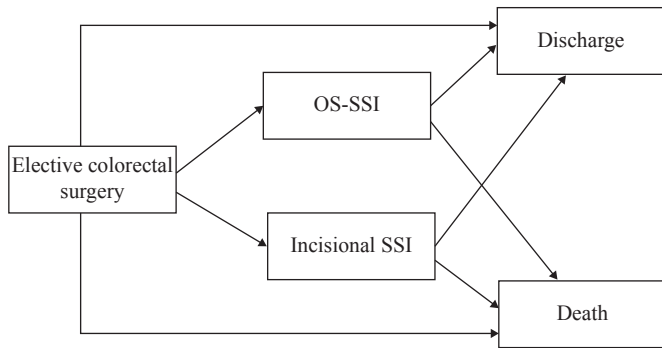 Discharge
OS-SSI
Elective colorectal
surgery
Incisional SSI
Death